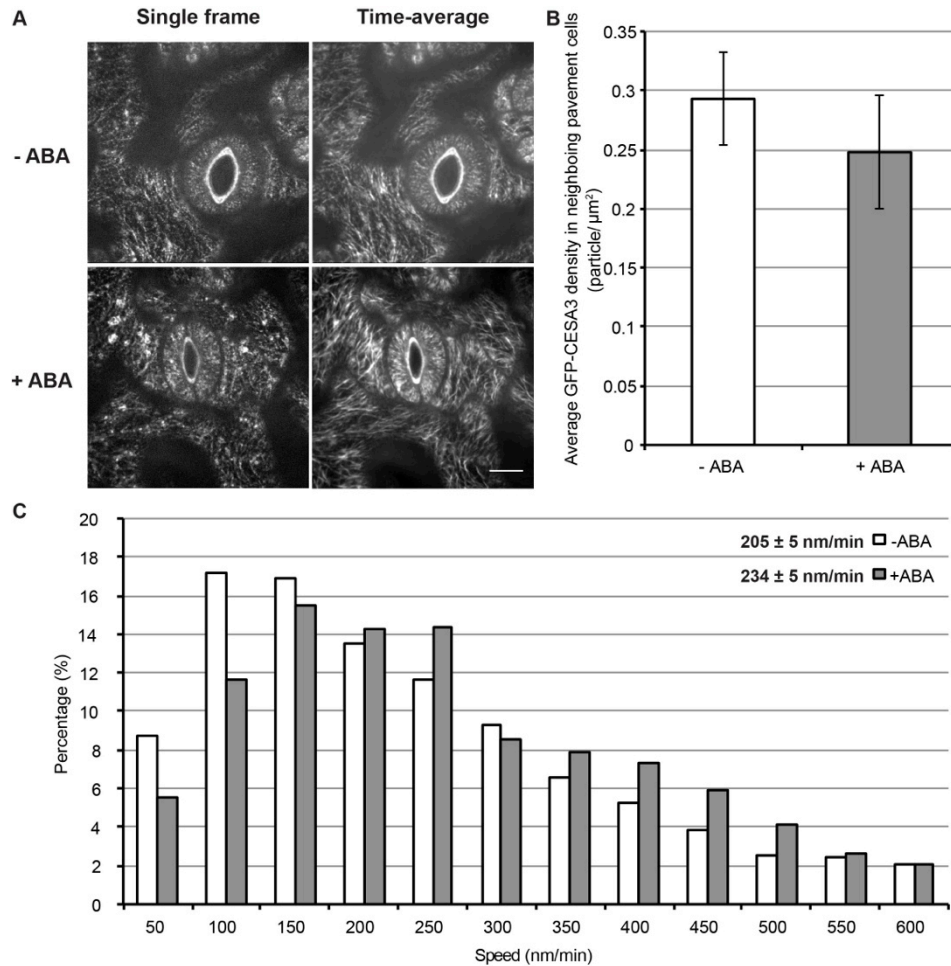 A
Single frame
Time-average
- ABA
+ ABA
B
Average GFP-CESA3 density in neighboing pavement cells
(particle/ μm²)
0.35
0.3
0.25
0.2
0.15
0.1
0.05
0
- ABA
+ ABA
C
Percentage (%)
20
18
16
14
12
10
8
6
4
2
0
205 ± 5 nm/min -ABA
234 ± 5 nm/min +ABA
50 100 150 200 250 300 350 400 450 500 550 600
Speed (nm/min)